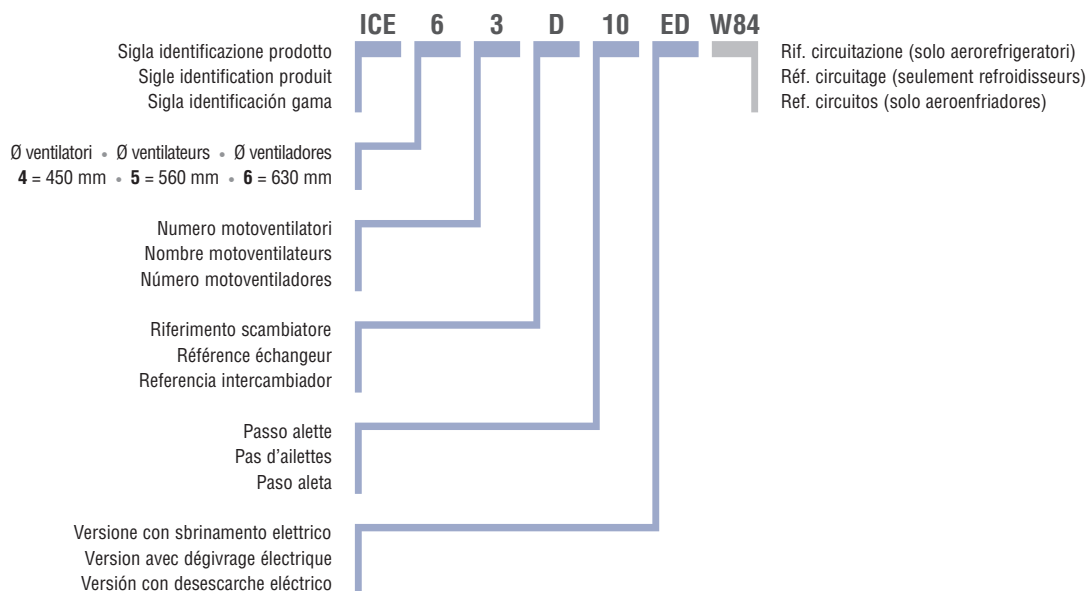 ICE 6 3 D 10 ED W84
Sigla identificazione prodotto
Sigle identification produit
Sigla identificación gama
Rif. circuitazione (solo aerorefrigeratori)
Réf. circuitage (seulement refroidisseurs)
Ref. circuitos (solo aeroenfriadores)
Ø ventilatori • Ø ventilateurs • Ø ventiladores
4 = 450 mm • 5 = 560 mm • 6 = 630 mm
Numero motoventilatori
Nombre motoventilateurs
Número motoventiladores
Riferimento scambiatore
Référence échangeur
Referencia intercambiador
Passo alette
Pas d'ailettes
Paso aleta
Versione con sbrinamento elettrico
Version avec dégivrage électrique
Versión con desescarche eléctrico